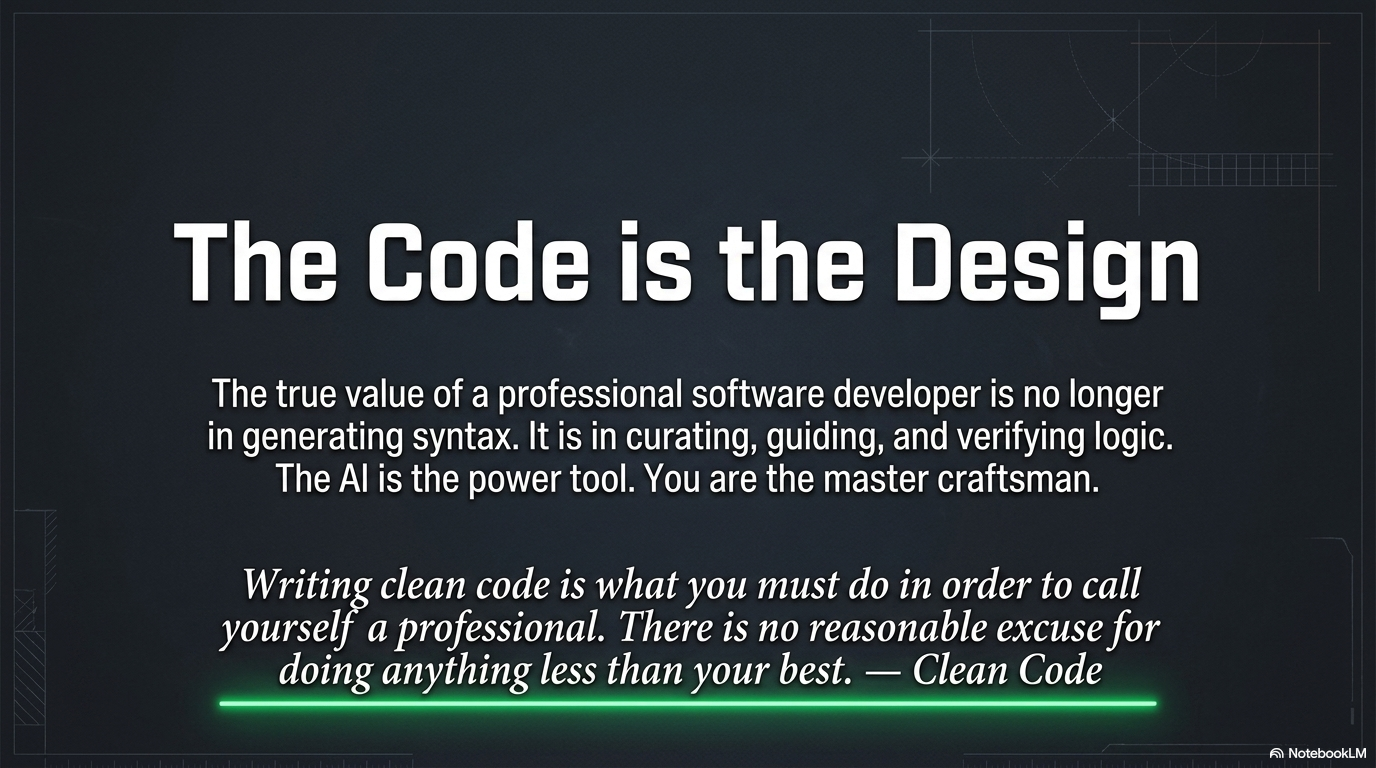 The Code is the Design
The true value of a professional software developer is no longer
in generating syntax. It is in curating, guiding, and verifying logic.
The AI is the power tool. You are the master craftsman.
Writing clean code is what you must do in order to call
yourself a professional. There is no reasonable excuse for
doing anything less than your best. — Clean Code
NotebookLM